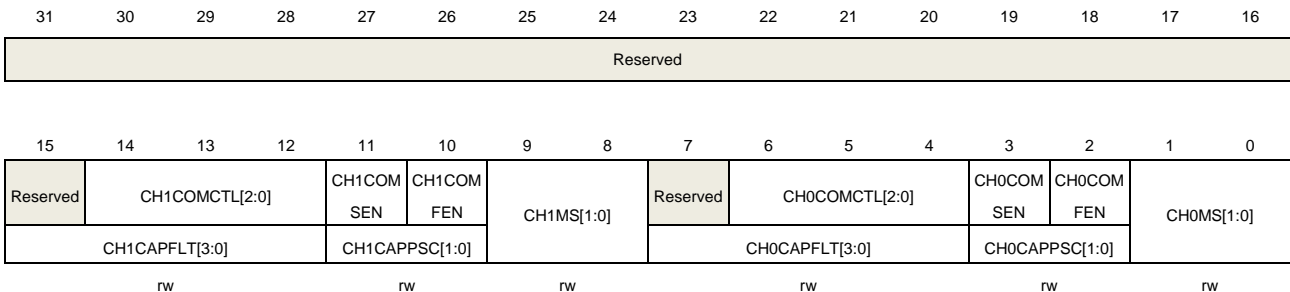 31 30 29 28 27 26 25 24 23 22 21 20 19 18 17 16
Reserved
15 14 13 12 11 10 9 8 7 6 5 4 3 2 1 0
Reserved CH1COMCTL[2:0] CH1COM SEN CH1COM FEN CH1MS[1:0] Reserved CH0COMCTL[2:0] CH0COM SEN CH0COM FEN CH0MS[1:0]
CH1CAPFLT[3:0] CH1CAPPSC[1:0] CH0CAPFLT[3:0] CH0CAPPSC[1:0]
rw rw rw rw rw rw